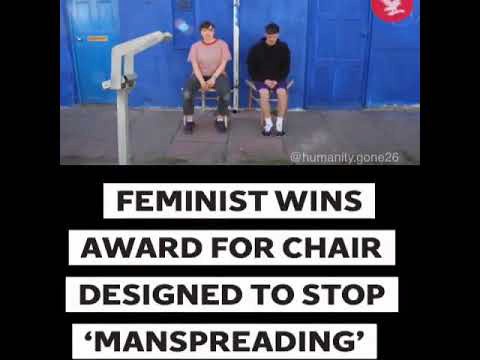 @humanity.gone26
FEMINIST WINS
AWARD FOR CHAIR
DESIGNED TO STOP
‘MANSPREADING’